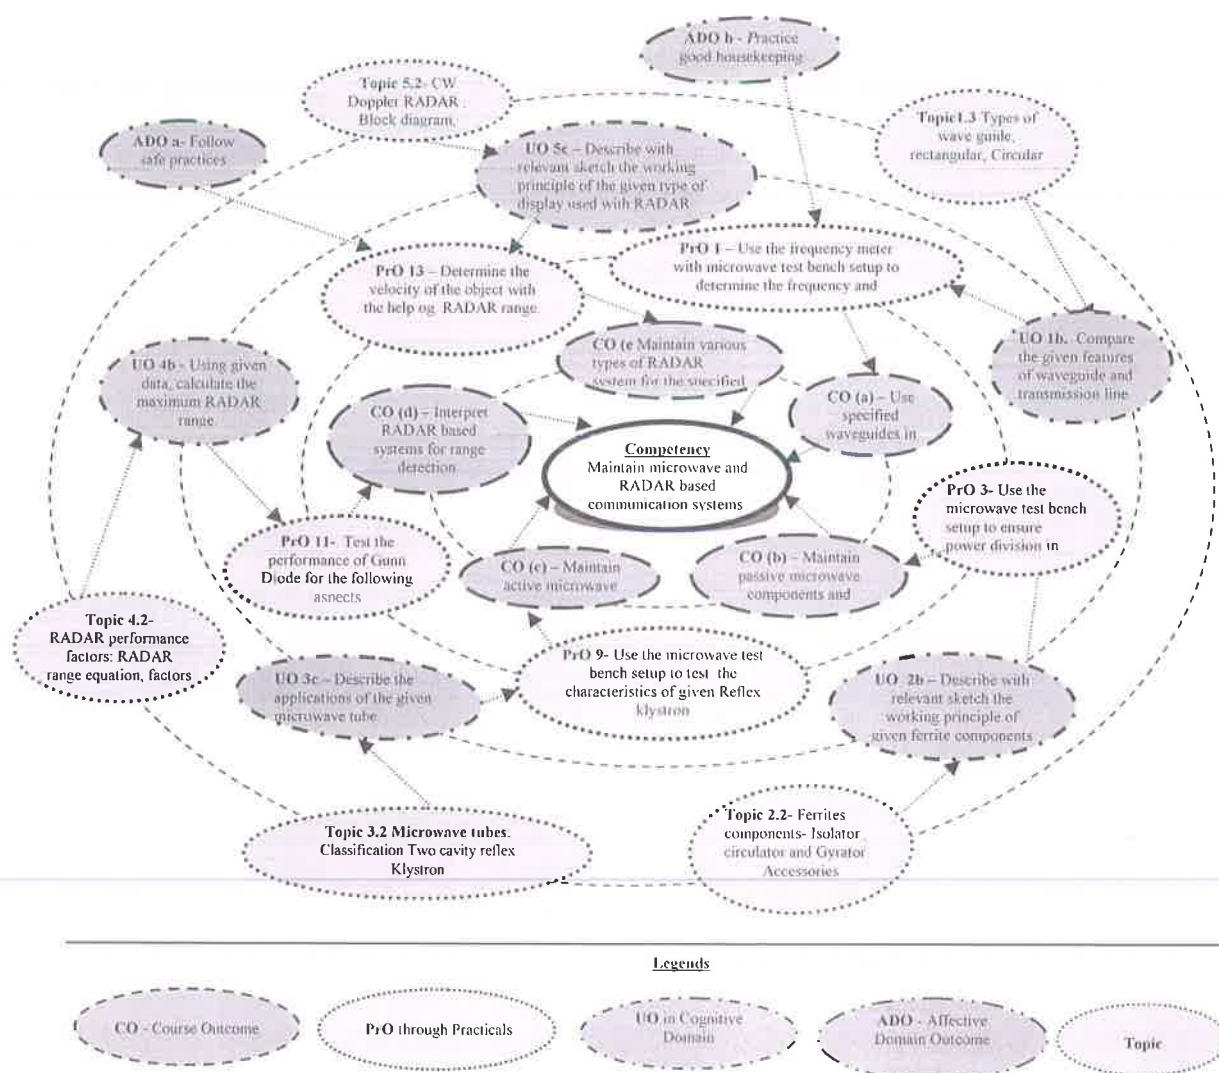 ADO b - Practice
good housekeeping
Topic 5.2- CW
Doppler RADAR .
Block diagram,
Topic1.3 Types of
wave guide,
rectangular, Circular
ADO a- Follow
safe practices
UO 5c – Describe with
relevant sketch the working
principle of the given type of
display used with RADAR
PrO 1 – Use the frequency meter
with microwave test bench setup to
determine the frequency and
PrO 13 – Determine the
velocity of the object with
the help og RADAR range.
UO 4b - Using given
data, calculate the
maximum RADAR
range.
CO (e Maintain various
types of RADAR
system for the specified
UO 1b. - Compare
the given features
of waveguide and
transmission line
CO (d) – Interpret
RADAR based
systems for range
detection
CO (a) – Use
specified
waveguides in
Competency
Maintain microwave and
RADAR based
communication systems
PrO 3- Use the
microwave test bench
setup to ensure
power division in
PrO 11- Test the
performance of Gunn
Diode for the following
aspects
CO (c) – Maintain
active microwave
CO (b) – Maintain
passive microwave
components and
Topic 4.2-
RADAR performance
factors: RADAR
range equation, factors
UO 3c – Describe the
applications of the given
microwave tube.
PrO 9- Use the microwave test
bench setup to test the
characteristics of given Reflex
klystron
UO 2b – Describe with
relevant sketch the
working principle of
given ferrite components
Topic 3.2 Microwave tubes.
Classification Two cavity reflex
Klystron
Topic 2.2- Ferrites
components- Isolator
circulator and Gyrator
Accessories
Legends
CO - Course Outcome
PrO through Practicals
UO in Cognitive
Domain
ADO - Affective
Domain Outcome
Topic